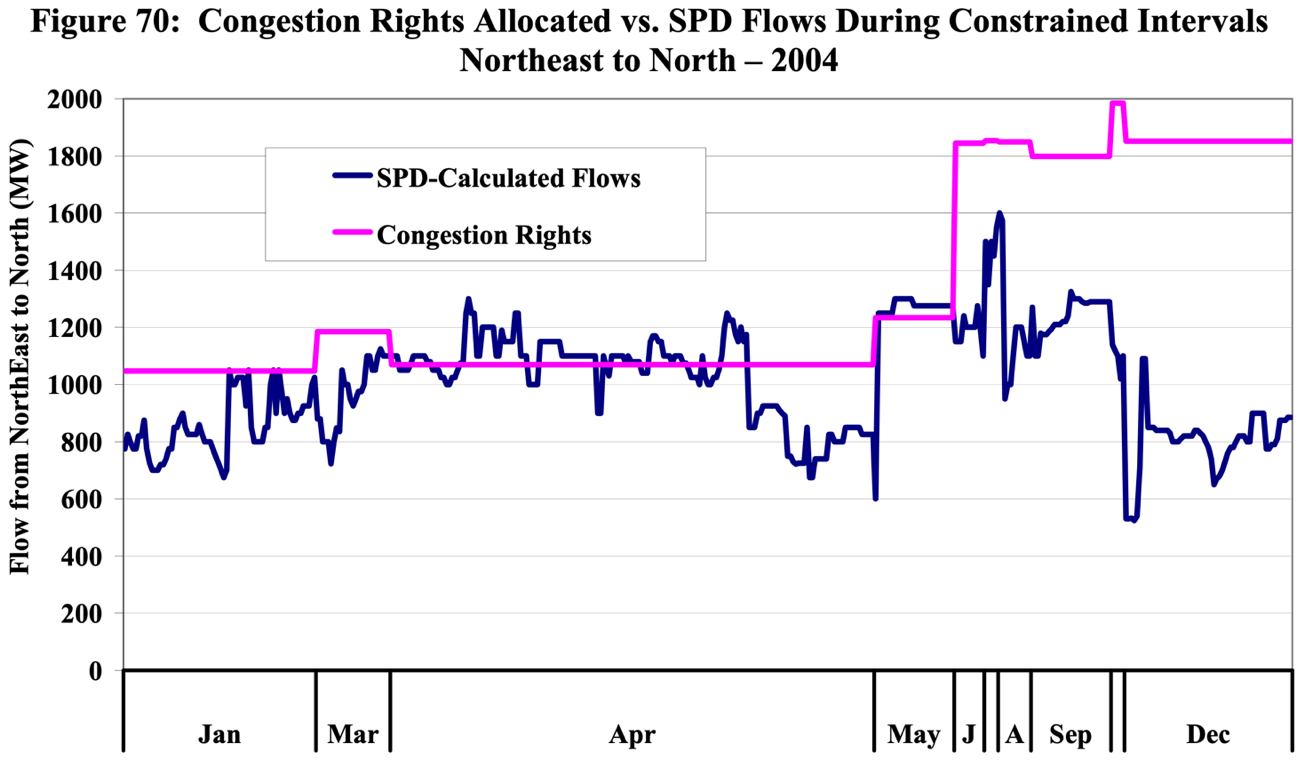 Figure 70: Congestion Rights Allocated vs. SPD Flows During Constrained Intervals
Northeast to North – 2004
Flow from NorthEast to North (MW)
2000
1800
1600
1400
1200
1000
800
600
400
200
0
SPD-Calculated Flows
Congestion Rights
Jan
Mar
Apr
May
J
A
Sep
Dec